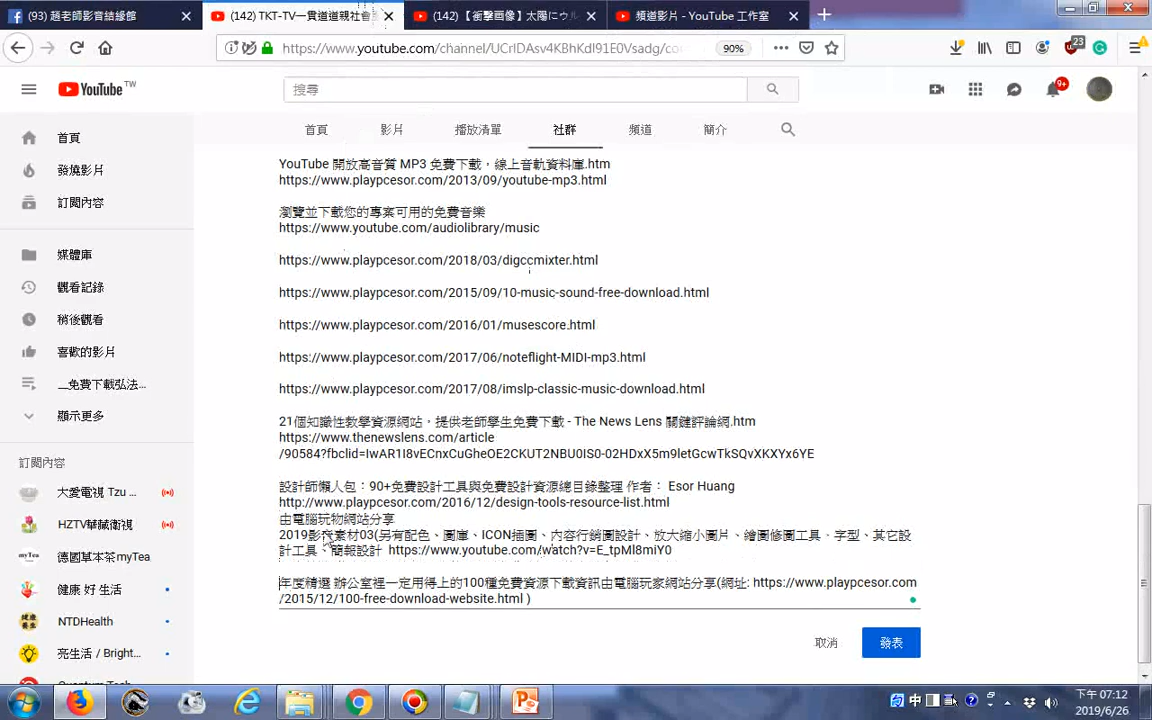 (93) 趙老師影音結緣館
(142) TKT-TV一貫道道親社會
(142)【衝擊画像】太陽にウル
頻道影片 - YouTube 工作室
https://www.youtube.com/channel/UCrIDAsv4KBhKdI91E0Vsadg/co
90%
23
YouTube TW
搜尋
9+
首頁
影片
播放清單
社群
頻道
簡介
首頁
發燒影片
訂閱內容
媒體庫
觀看記錄
稍後觀看
喜歡的影片
__免費下載弘法...
顯示更多
訂閱內容
大愛電視 Tzu ...
HZTV華藏衛視
myTea
德國草本茶myTea
健康 好 生活
NTDHealth
亮生活 / Bright...
YouTube 開放高音質 MP3 免費下載，線上音軌資料庫.htm
https://www.playpcesor.com/2013/09/youtube-mp3.html
瀏覽並下載您的專案可用的免費音樂
https://www.youtube.com/audiolibrary/music
https://www.playpcesor.com/2018/03/digccmixter.html
https://www.playpcesor.com/2015/09/10-music-sound-free-download.html
https://www.playpcesor.com/2016/01/musescore.html
https://www.playpcesor.com/2017/06/noteflight-MIDI-mp3.html
https://www.playpcesor.com/2017/08/imslp-classic-music-download.html
21個知識性教學資源網站，提供老師學生免費下載 - The News Lens 關鍵評論網.htm
https://www.thenewslens.com/article
/90584?fbclid=IwAR1I8vECnxCuGheOE2CKUT2NBU0IS0-02HDxX5m9letGcwTkSQvXKXYx6YE
設計師懶人包：90+免費設計工具與免費設計資源總目錄整理 作者： Esor Huang
http://www.playpcesor.com/2016/12/design-tools-resource-list.html
由電腦玩物網站分享
2019影音素材03(另有配色、圖庫、ICON插圖、內容行銷圖設計、放大縮小圖片、繪圖修圖工具．字型、其它設
計工具、簡報設計 https://www.youtube.com/watch?v=E_tpMl8miY0
年度精選 辦公室裡一定用得上的100種免費資源下載資訊由電腦玩家網站分享(網址: https://www.playpcesor.com
/2015/12/100-free-download-website.html )
取消
發表
中
下午 07:12
2019/6/26